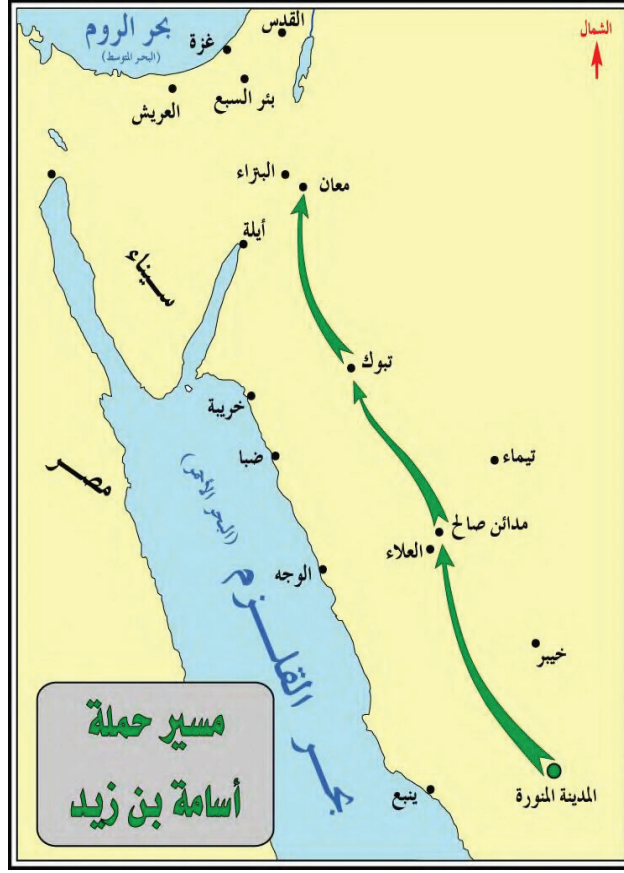 الشمال
القدس
بحر الروم
(البحر المتوسط)
غزة
بئر السبع
العريش
البتراء
معان
أيلة
سيناء
تبوك
خريبة
تيماء
ضبا
مصر
(البحر الأحمر)
مدائن صالح
العلاء
الوجه
بحر القلزم
خيبر
مسير حملة
أسامة بن زيد
المدينة المنورة
ينبع